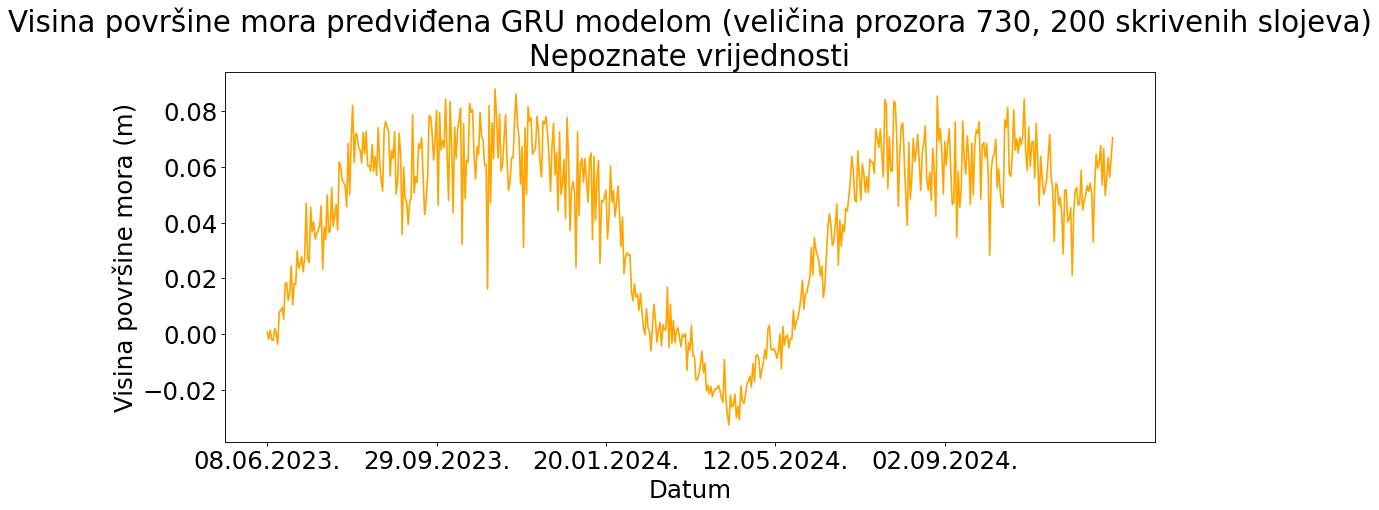 Visina površine mora predviđena GRU modelom (veličina prozora 730, 200 skrivenih slojeva)
Nepoznate vrijednosti
Visina površine mora (m)
0.08
0.06
0.04
0.02
0.00
−0.02
08.06.2023. 29.09.2023. 20.01.2024. 12.05.2024. 02.09.2024.
Datum